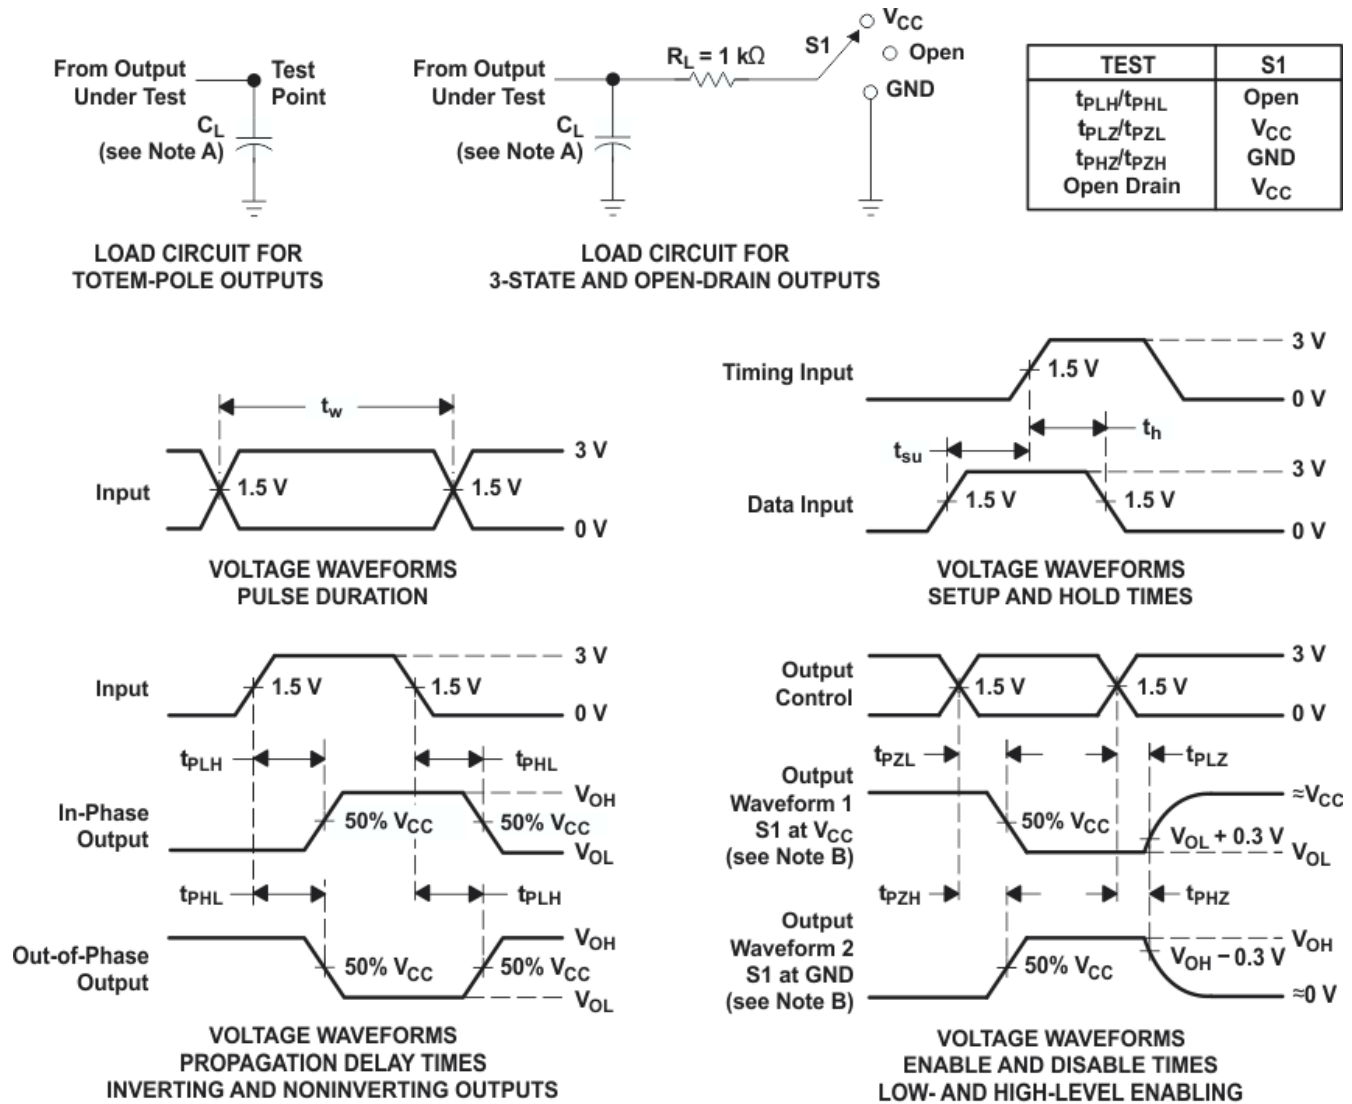 From Output
Under Test
Test
Point
CL
(see Note A)
LOAD CIRCUIT FOR
TOTEM-POLE OUTPUTS
From Output
Under Test
RL = 1 kΩ
S1
VCC
Open
GND
CL
(see Note A)
LOAD CIRCUIT FOR
3-STATE AND OPEN-DRAIN OUTPUTS
TEST S1
tPLH/tPHL Open
tPLZ/tPZL VCC
tPHZ/tPZH GND
Open Drain VCC
tw
Input
1.5 V
1.5 V
3 V
0 V
VOLTAGE WAVEFORMS
PULSE DURATION
Timing Input
1.5 V
3 V
0 V
th
tsu
Data Input
1.5 V
1.5 V
3 V
0 V
VOLTAGE WAVEFORMS
SETUP AND HOLD TIMES
Input
1.5 V
1.5 V
3 V
0 V
tPLH
tPHL
In-Phase
Output
50% VCC
50% VCC
VOH
VOL
tPHL
tPLH
Out-of-Phase
Output
50% VCC
50% VCC
VOH
VOL
VOLTAGE WAVEFORMS
PROPAGATION DELAY TIMES
INVERTING AND NONINVERTING OUTPUTS
Output
Control
1.5 V
1.5 V
3 V
0 V
tPZL
tPLZ
Output
Waveform 1
S1 at VCC
(see Note B)
50% VCC
VOL + 0.3 V
≈VCC
VOL
tPZH
tPHZ
Output
Waveform 2
S1 at GND
(see Note B)
50% VCC
VOH − 0.3 V
VOH
≈0 V
VOLTAGE WAVEFORMS
ENABLE AND DISABLE TIMES
LOW- AND HIGH-LEVEL ENABLING